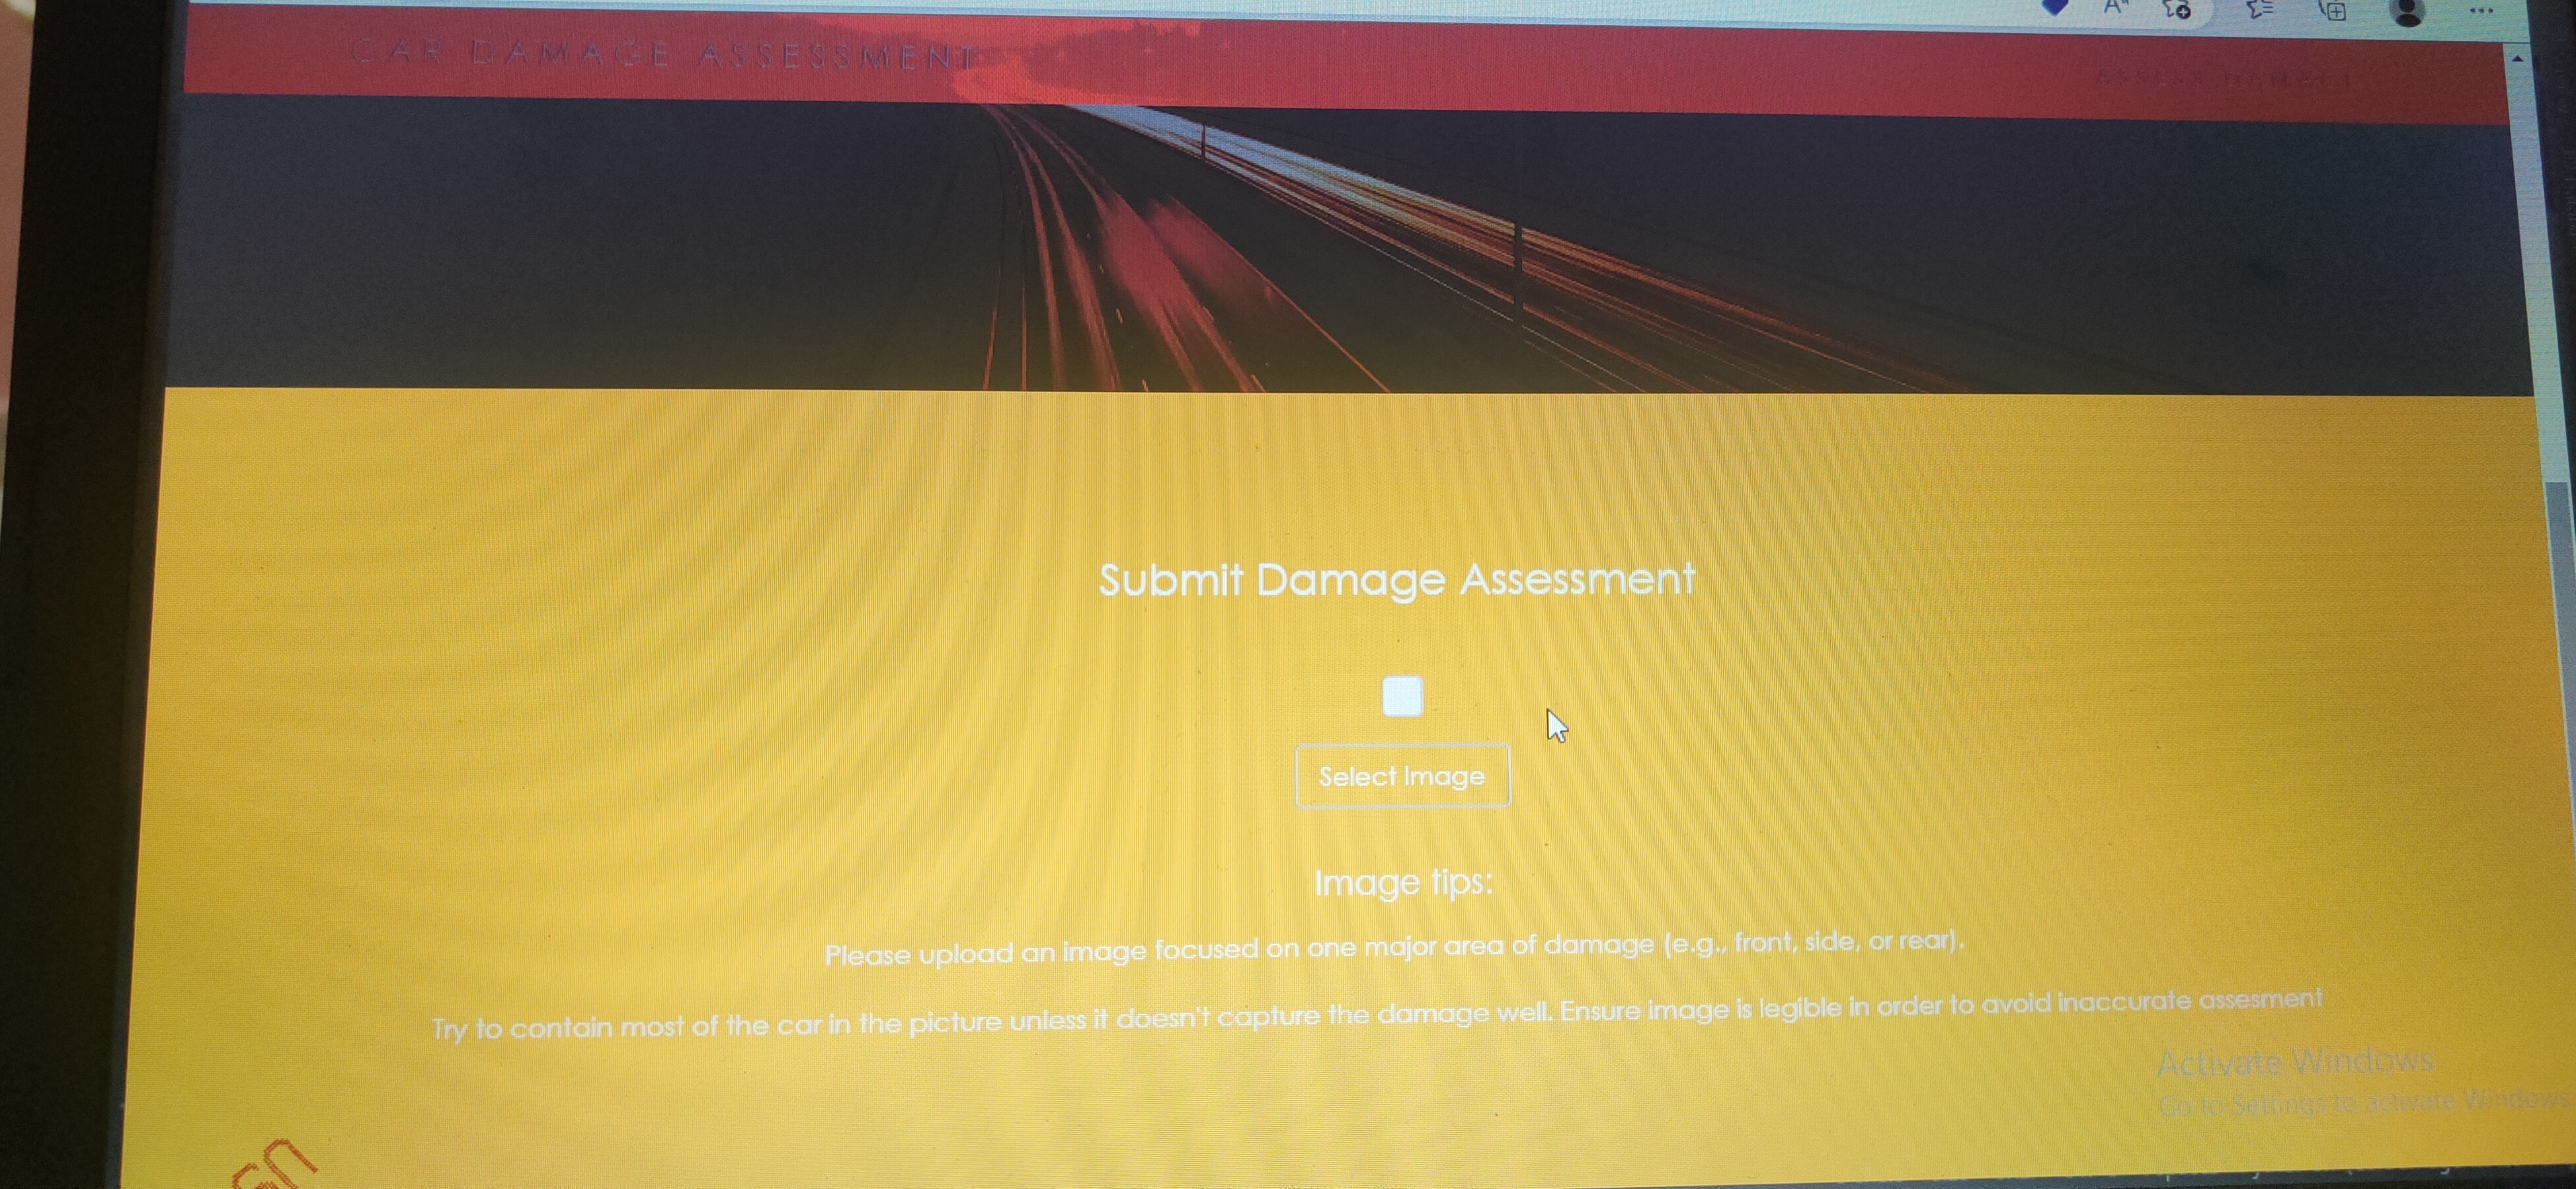 CAR DAMAGE ASSESSMENT
ASSESS DAMAGE
Submit Damage Assessment
Select Image
Image tips:
Please upload an image focused on one major area of damage (e.g., front, side, or rear).
Try to contain most of the car in the picture unless it doesn't capture the damage well. Ensure image is legible in order to avoid inaccurate assesment
Activate Windows
Go to Settings to activate Windows